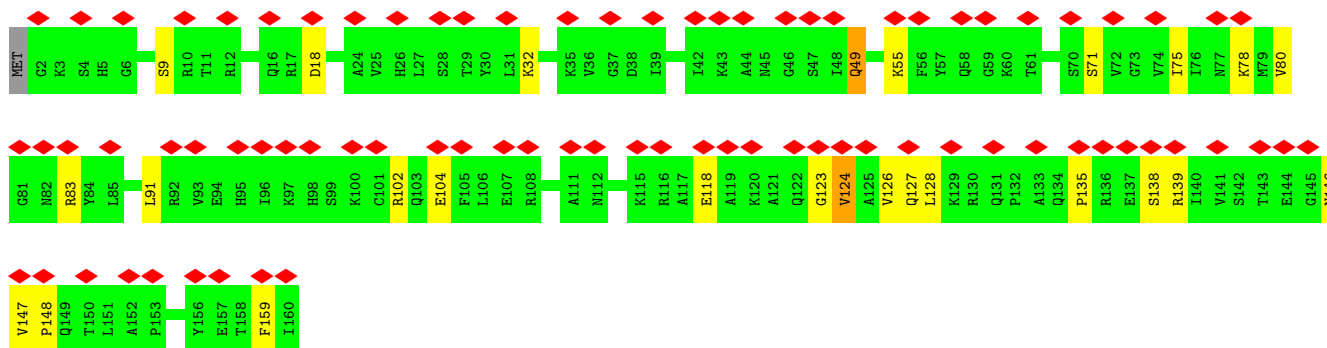 MET G2 K3 S4 H5 G6 S9 R10 T11 R12 Q16 R17 D18 A24 V25 H26 L27 S28 T29 Y30 L31 K32 K35 V36 G37 D38 I39 I42 K43 A44 N45 G46 S47 I48 Q49 K55 F56 Y57 Q58 G59 K60 T61 S70 S71 V72 G73 V74 I75 I76 N77 K78 M79 V80
G81 N82 R83 Y84 L85 L91 R92 V93 E94 H95 I96 K97 H98 S99 K100 C101 R102 Q103 E104 F105 L106 E107 R108 A111 N112 K115 R116 A117 E118 A119 K120 A121 Q122 G123 V124 A125 V126 Q127 L128 K129 R130 Q131 P132 A133 Q134 P135 R136 E137 S138 R139 I140 V141 S142 T143 E144 G145
V147 P148 Q149 T150 L151 A152 P153 Y156 E157 T158 F159 I160